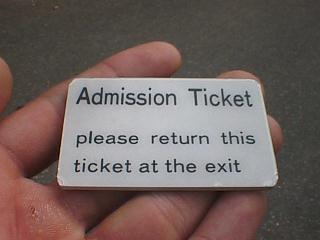 Admission Ticket
please return this
ticket at the exit